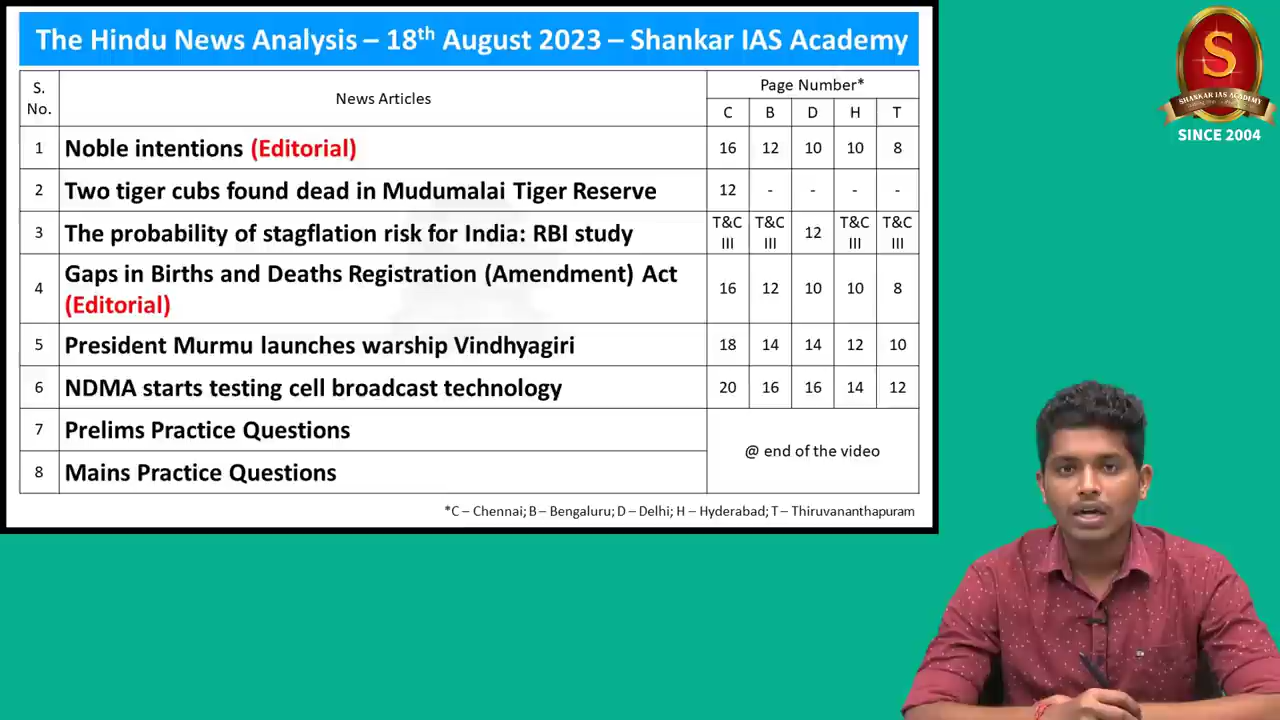 The Hindu News Analysis – 18th August 2023 – Shankar IAS Academy
S. No. News Articles Page Number*
C B D H T
1 Noble intentions (Editorial) 16 12 10 10 8
2 Two tiger cubs found dead in Mudumalai Tiger Reserve 12 - - - -
3 The probability of stagflation risk for India: RBI study T&C III T&C III 12 T&C III T&C III
4 Gaps in Births and Deaths Registration (Amendment) Act
(Editorial) 16 12 10 10 8
5 President Murmu launches warship Vindhyagiri 18 14 14 12 10
6 NDMA starts testing cell broadcast technology 20 16 16 14 12
7 Prelims Practice Questions
@ end of the video
8 Mains Practice Questions
*C – Chennai; B – Bengaluru; D – Delhi; H – Hyderabad; T – Thiruvananthapuram
S
SHANKAR IAS ACADEMY
SINCE 2004